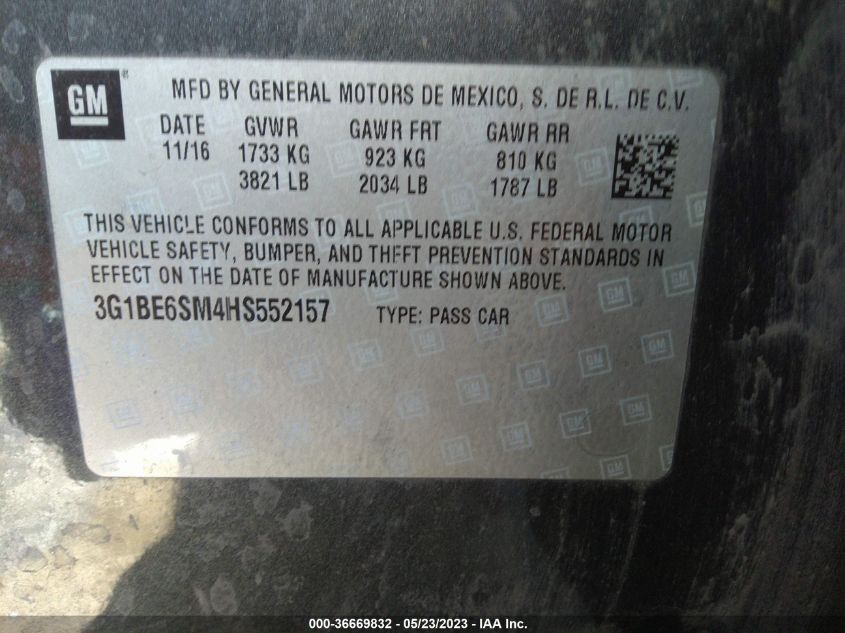 GM®
MFD BY GENERAL MOTORS DE MEXICO, S. DE R.L. DE C.V.
DATE GVWR GAWR FRT GAWR RR
11/16 1733 KG 923 KG 810 KG
3821 LB 2034 LB 1787 LB
THIS VEHICLE CONFORMS TO ALL APPLICABLE U.S. FEDERAL MOTOR
VEHICLE SAFETY, BUMPER, AND THEFT PREVENTION STANDARDS IN
EFFECT ON THE DATE OF MANUFACTURE SHOWN ABOVE.
3G1BE6SM4HS552157 TYPE: PASS CAR
000-36669832 / 05/23/2023 - IAA Inc.